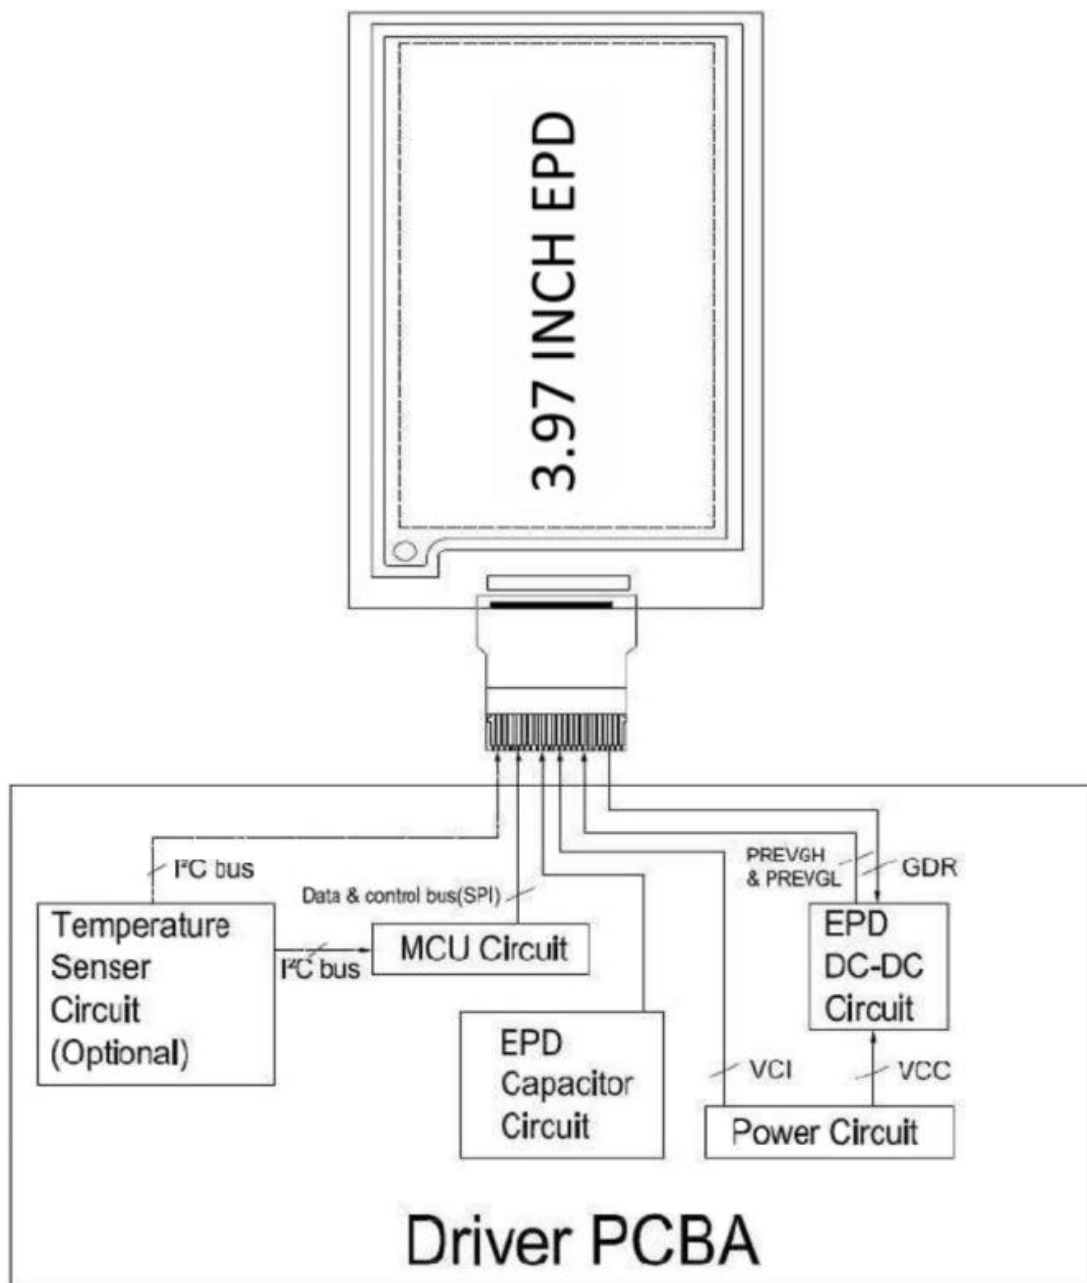 3.97 INCH EPD
I²C bus
Data & control bus(SPI)
PREVGH
& PREVGL
GDR
Temperature
Senser
Circuit
(Optional)
I²C bus
MCU Circuit
EPD
DC-DC
Circuit
EPD
Capacitor
Circuit
VCI
VCC
Power Circuit
Driver PCBA